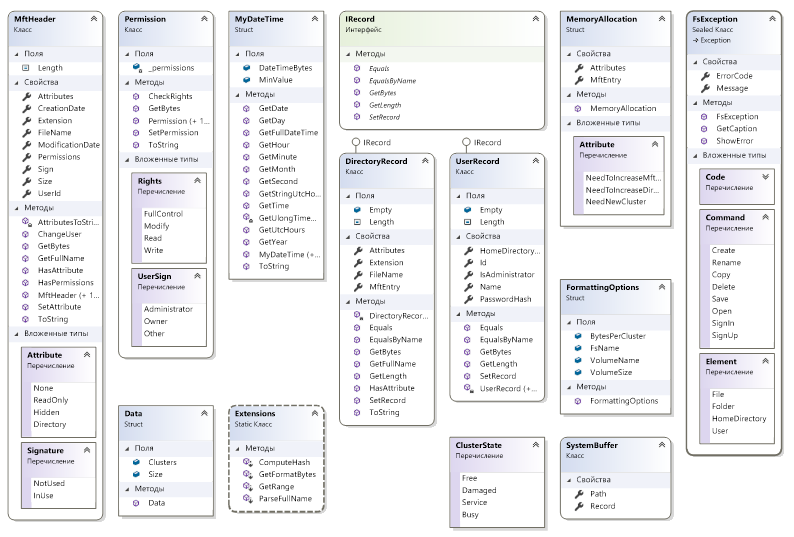 MftHeader
Класс
Поля
Length
Свойства
Attributes
CreationDate
Extension
FileName
ModificationDate
Permissions
Sign
Size
UserId
Методы
AttributesToStri...
ChangeUser
GetBytes
GetFullName
HasAttribute
HasPermissions
MftHeader (+ 1...
SetAttribute
ToString
Вложенные типы
Attribute
Перечисление
None
ReadOnly
Hidden
Directory
Signature
Перечисление
NotUsed
InUse
Permission
Класс
Поля
_permissions
Методы
CheckRights
GetBytes
Permission (+ 1...
SetPermission
ToString
Вложенные типы
Rights
Перечисление
FullControl
Modify
Read
Write
UserSign
Перечисление
Administrator
Owner
Other
Data
Struct
Поля
Clusters
Size
Методы
Data
MyDateTime
Struct
Поля
DateTimeBytes
MinValue
Методы
GetDate
GetDay
GetFullDateTime
GetHour
GetMinute
GetMonth
GetSecond
GetStringUtcHo...
GetTime
GetUlongTime...
GetUtcHours
GetYear
MyDateTime (+...
ToString
Extensions
Static Класс
Методы
ComputeHash
GetFormatBytes
GetRange
ParseFullName
IRecord
Интерфейс
Методы
Equals
EqualsByName
GetBytes
GetLength
SetRecord
IRecord
DirectoryRecord
Класс
Поля
Empty
Length
Свойства
Attributes
Extension
FileName
MftEntry
Методы
DirectoryRecor...
Equals
EqualsByName
GetBytes
GetFullName
GetLength
HasAttribute
SetRecord
ToString
IRecord
UserRecord
Класс
Поля
Empty
Length
Свойства
HomeDirectory...
Id
IsAdministrator
Name
PasswordHash
Методы
Equals
EqualsByName
GetBytes
GetLength
SetRecord
UserRecord (+...
ClusterState
Перечисление
Free
Damaged
Service
Busy
MemoryAllocation
Struct
Свойства
Attributes
MftEntry
Методы
MemoryAllocation
Вложенные типы
Attribute
Перечисление
NeedToIncreaseMft...
NeedToIncreaseDir...
NeedNewCluster
FormattingOptions
Struct
Поля
BytesPerCluster
FsName
VolumeName
VolumeSize
Методы
FormattingOptions
SystemBuffer
Класс
Свойства
Path
Record
FsException
Sealed Класс
Exception
Свойства
ErrorCode
Message
Методы
FsException
GetCaption
ShowError
Вложенные типы
Code
Перечисление
Command
Перечисление
Create
Rename
Copy
Delete
Save
Open
SignIn
SignUp
Element
Перечисление
File
Folder
HomeDirectory
User